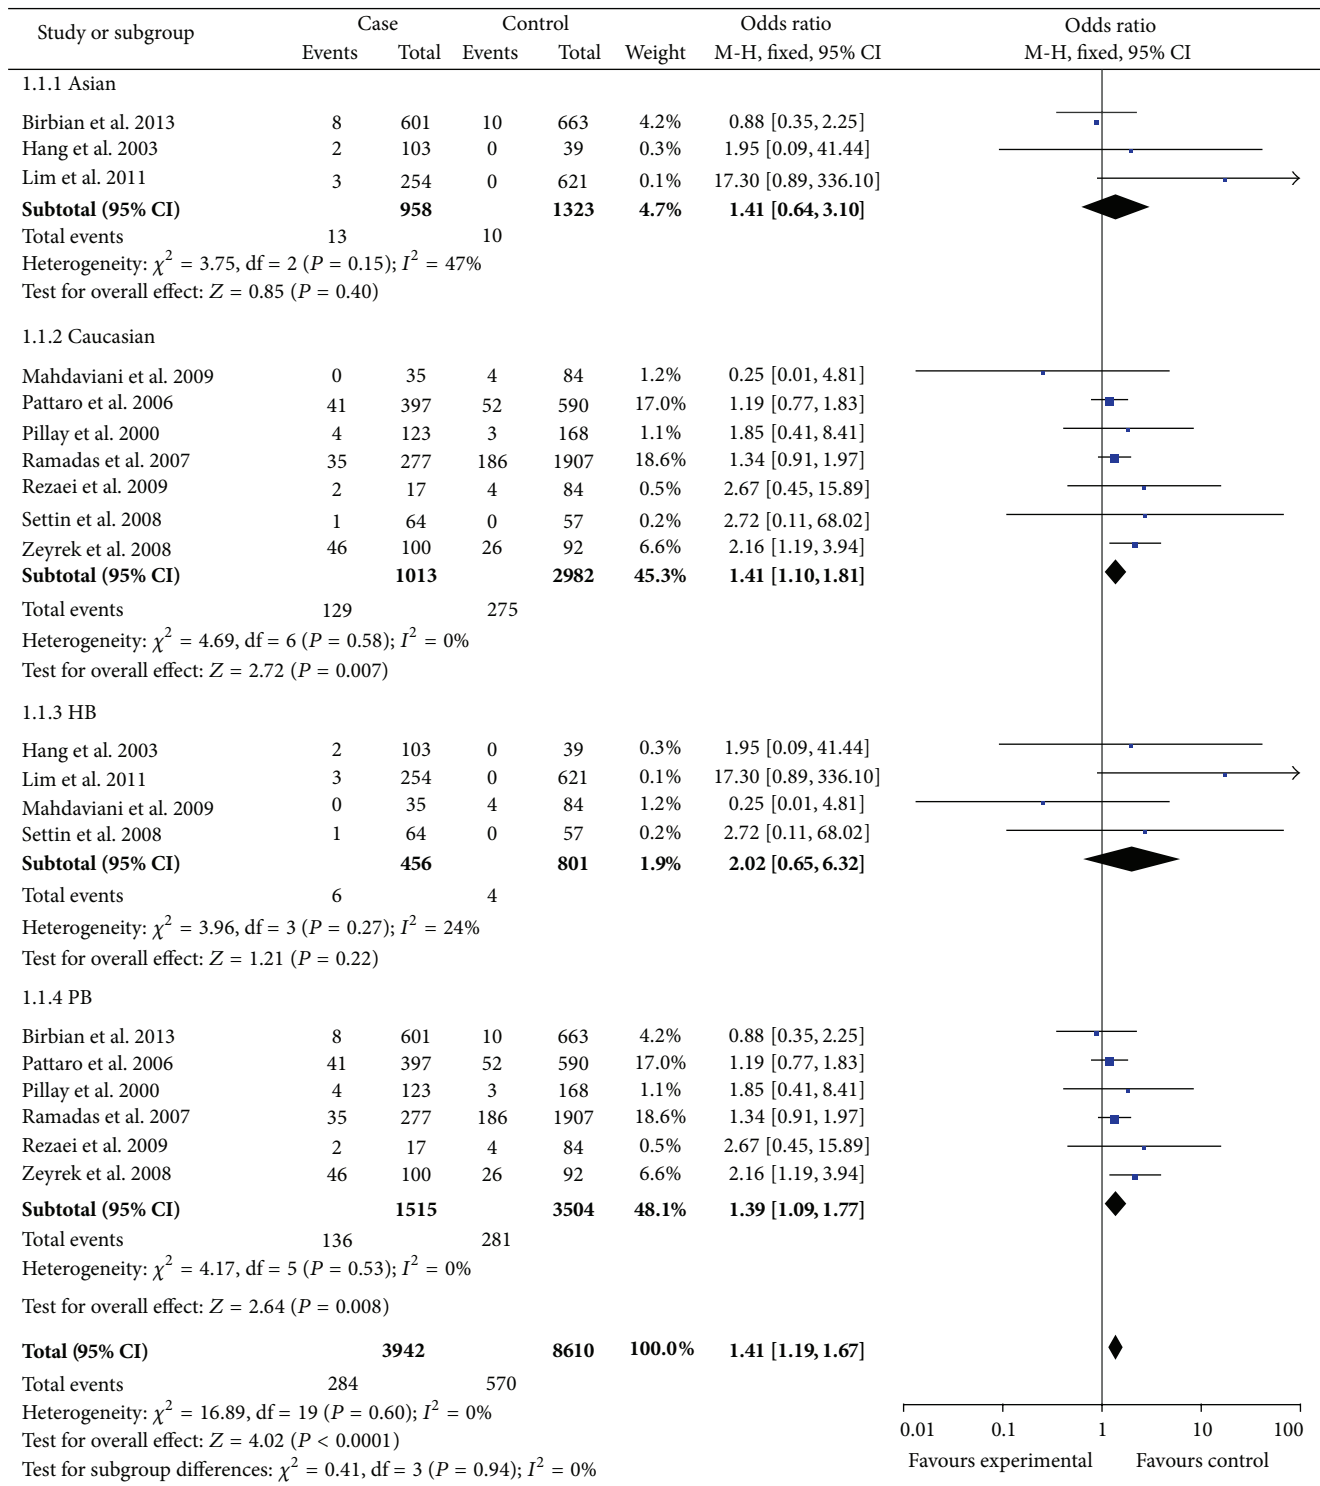 Study or subgroup Case Control Weight Odds ratio Odds ratio
Events Total Events Total M-H, fixed, 95% CI M-H, fixed, 95% CI
1.1.1 Asian
Birbian et al. 2013 8 601 10 663 4.2% 0.88 [0.35, 2.25]
Hang et al. 2003 2 103 0 39 0.3% 1.95 [0.09, 41.44]
Lim et al. 2011 3 254 0 621 0.1% 17.30 [0.89, 336.10]
Subtotal (95% CI) 958 1323 4.7% 1.41 [0.64, 3.10]
Total events 13 10
Heterogeneity: χ² = 3.75, df = 2 (P = 0.15); I² = 47%
Test for overall effect: Z = 0.85 (P = 0.40)
1.1.2 Caucasian
Mahdaviani et al. 2009 0 35 4 84 1.2% 0.25 [0.01, 4.81]
Pattaro et al. 2006 41 397 52 590 17.0% 1.19 [0.77, 1.83]
Pillay et al. 2000 4 123 3 168 1.1% 1.85 [0.41, 8.41]
Ramadas et al. 2007 35 277 186 1907 18.6% 1.34 [0.91, 1.97]
Rezaei et al. 2009 2 17 4 84 0.5% 2.67 [0.45, 15.89]
Settin et al. 2008 1 64 0 57 0.2% 2.72 [0.11, 68.02]
Zeyrek et al. 2008 46 100 26 92 6.6% 2.16 [1.19, 3.94]
Subtotal (95% CI) 1013 2982 45.3% 1.41 [1.10, 1.81]
Total events 129 275
Heterogeneity: χ² = 4.69, df = 6 (P = 0.58); I² = 0%
Test for overall effect: Z = 2.72 (P = 0.007)
1.1.3 HB
Hang et al. 2003 2 103 0 39 0.3% 1.95 [0.09, 41.44]
Lim et al. 2011 3 254 0 621 0.1% 17.30 [0.89, 336.10]
Mahdaviani et al. 2009 0 35 4 84 1.2% 0.25 [0.01, 4.81]
Settin et al. 2008 1 64 0 57 0.2% 2.72 [0.11, 68.02]
Subtotal (95% CI) 456 801 1.9% 2.02 [0.65, 6.32]
Total events 6 4
Heterogeneity: χ² = 3.96, df = 3 (P = 0.27); I² = 24%
Test for overall effect: Z = 1.21 (P = 0.22)
1.1.4 PB
Birbian et al. 2013 8 601 10 663 4.2% 0.88 [0.35, 2.25]
Pattaro et al. 2006 41 397 52 590 17.0% 1.19 [0.77, 1.83]
Pillay et al. 2000 4 123 3 168 1.1% 1.85 [0.41, 8.41]
Ramadas et al. 2007 35 277 186 1907 18.6% 1.34 [0.91, 1.97]
Rezaei et al. 2009 2 17 4 84 0.5% 2.67 [0.45, 15.89]
Zeyrek et al. 2008 46 100 26 92 6.6% 2.16 [1.19, 3.94]
Subtotal (95% CI) 1515 3504 48.1% 1.39 [1.09, 1.77]
Total events 136 281
Heterogeneity: χ² = 4.17, df = 5 (P = 0.53); I² = 0%
Test for overall effect: Z = 2.64 (P = 0.008)
Total (95% CI) 3942 8610 100.0% 1.41 [1.19, 1.67]
Total events 284 570
Heterogeneity: χ² = 16.89, df = 19 (P = 0.60); I² = 0%
Test for overall effect: Z = 4.02 (P < 0.0001)
Test for subgroup differences: χ² = 0.41, df = 3 (P = 0.94); I² = 0%
0.01 0.1 1 10 100
Favours experimental Favours control